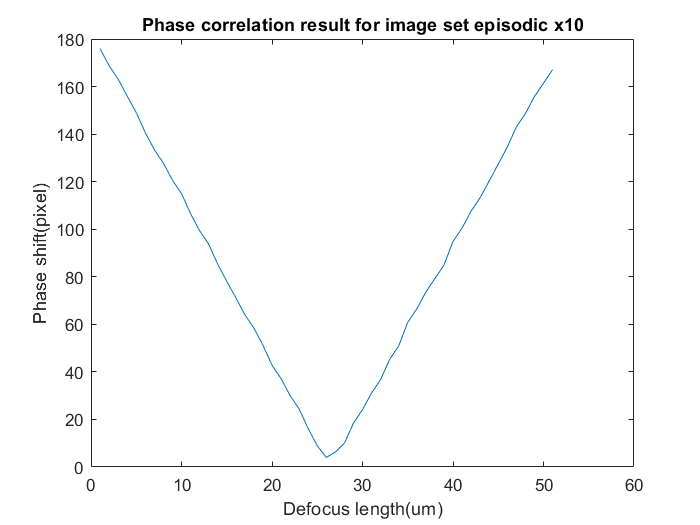 Phase correlation result for image set episodic x10
180
160
140
120
100
80
60
40
20
0
Phase shift(pixel)
0 10 20 30 40 50 60
Defocus length(um)